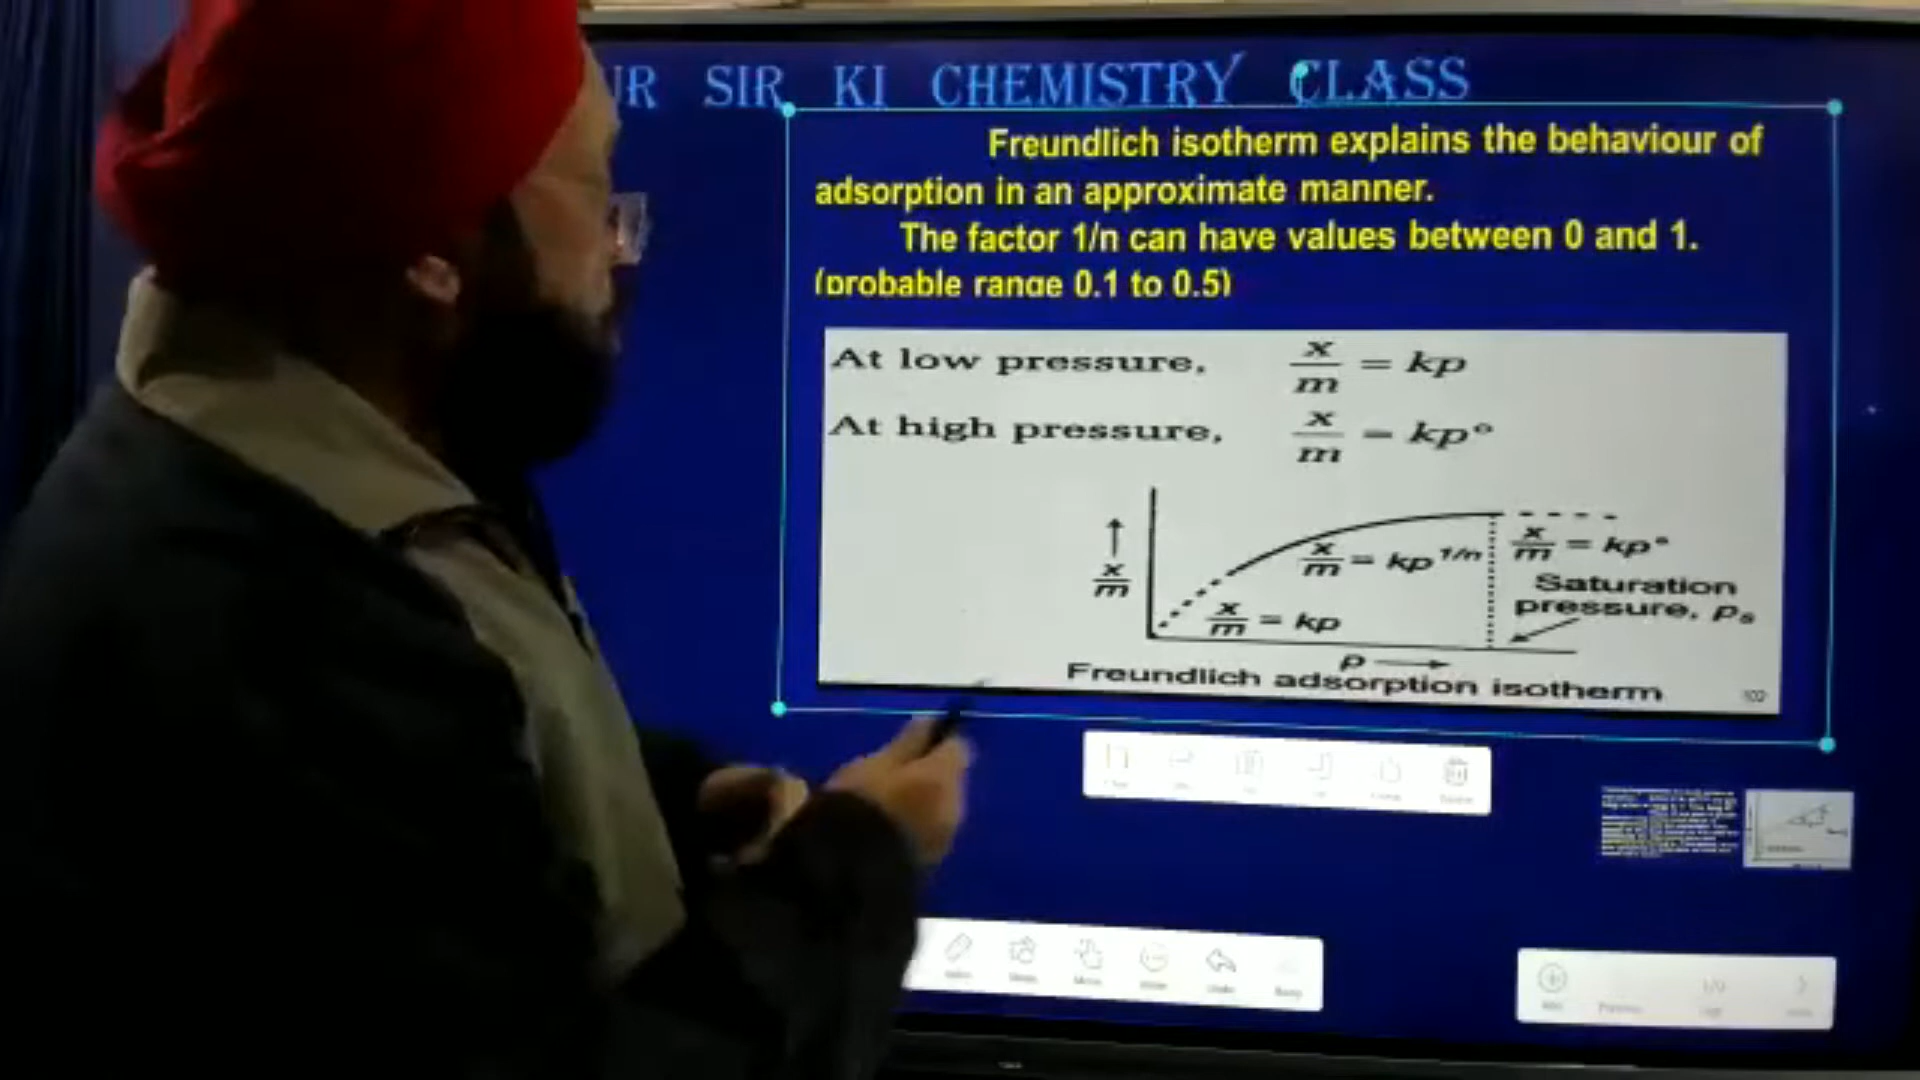 SIR KI CHEMISTRY CLASS
Freundlich isotherm explains the behaviour of
adsorption in an approximate manner.
The factor 1/n can have values between 0 and 1.
(probable range 0.1 to 0.5)
At low pressure, x/m = kp
At high pressure, x/m = kp°
x/m
x/m = kp^1/n
x/m = kp°
Saturation
pressure, ps
x/m = kp
p
Freundlich adsorption isotherm
102